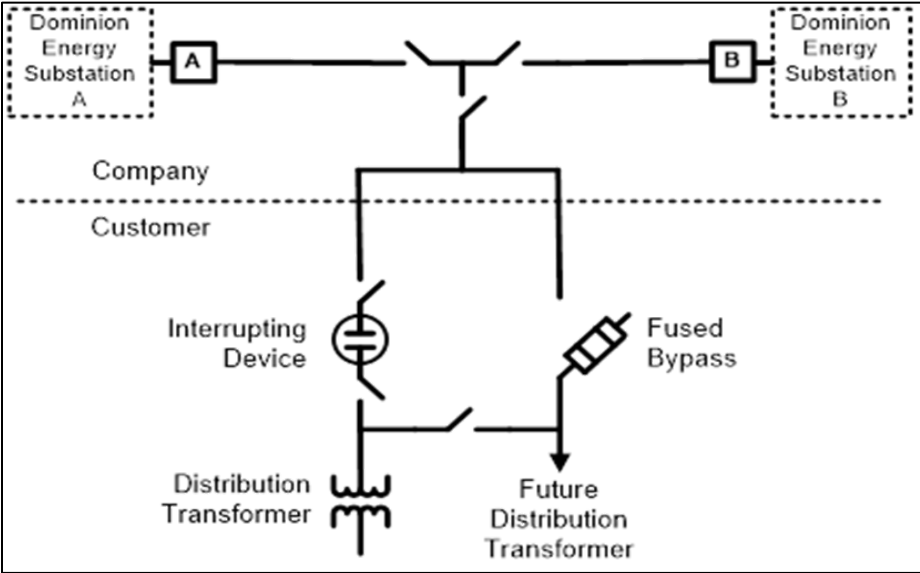 Dominion
Energy
Substation
A
A
B
Dominion
Energy
Substation
B
Company
Customer
Interrupting
Device
Fused
Bypass
Distribution
Transformer
Future
Distribution
Transformer